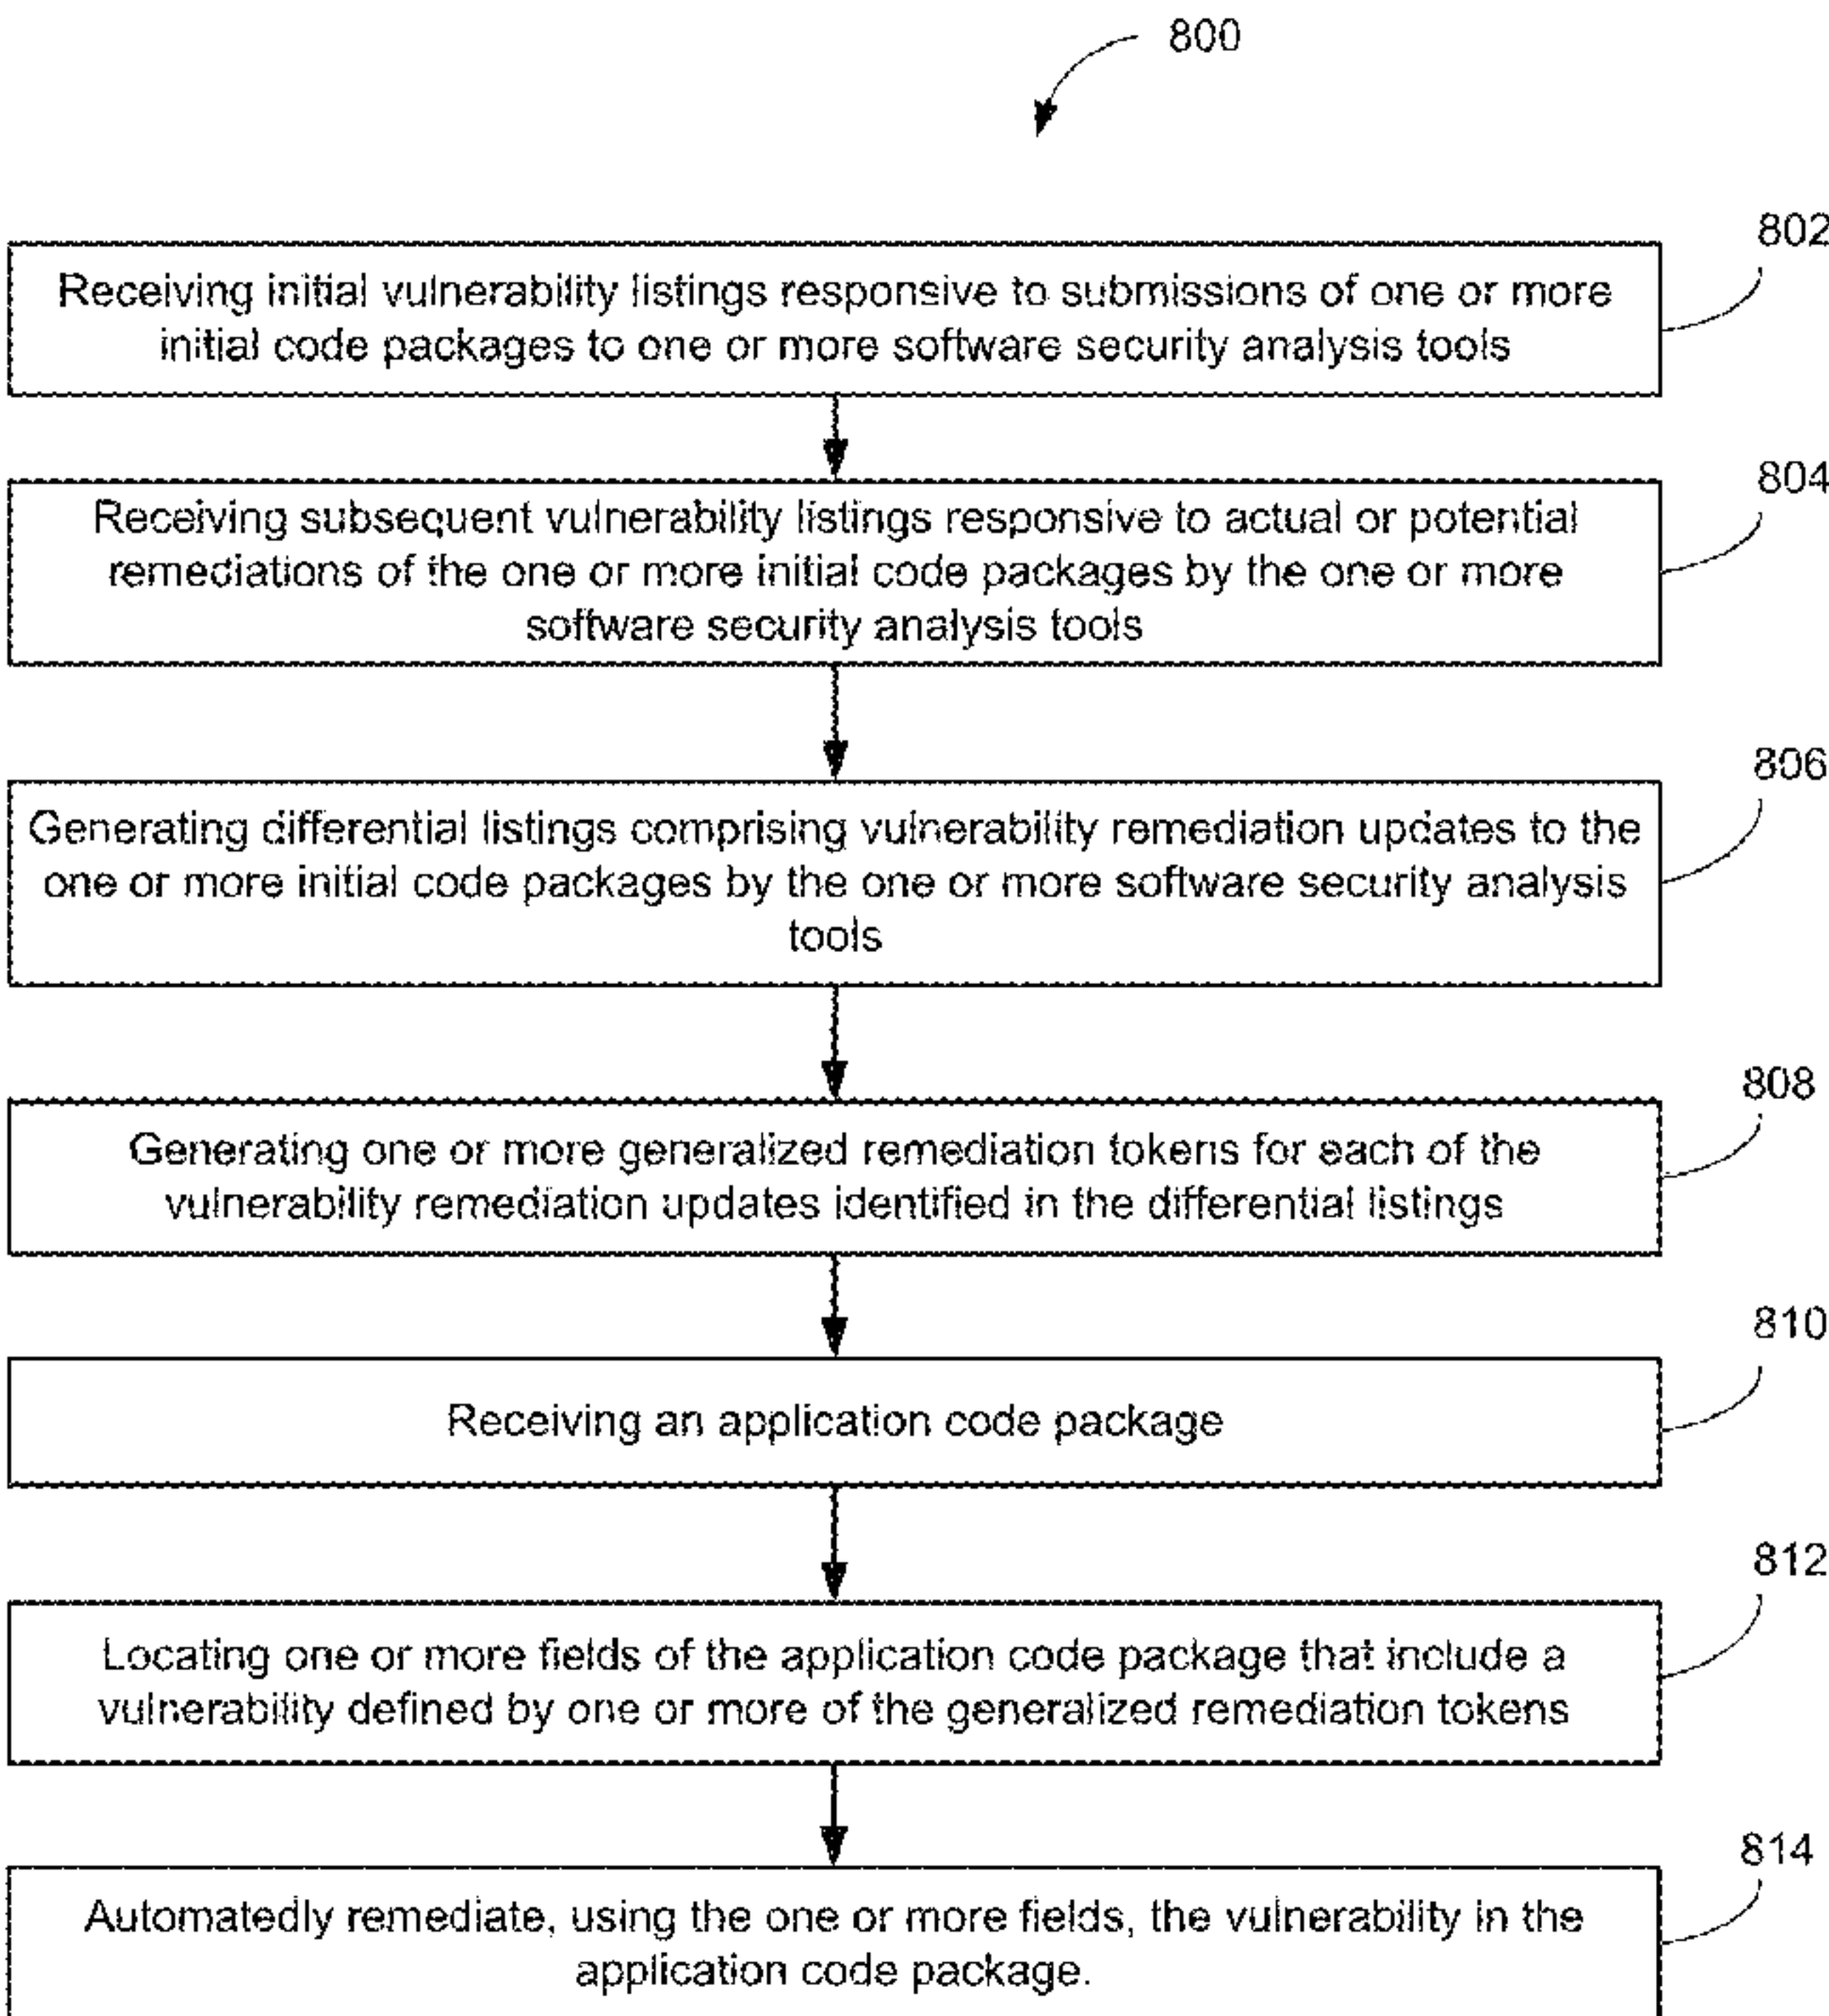 800
802
Receiving initial vulnerability listings responsive to submissions of one or more
initial code packages to one or more software security analysis tools
804
Receiving subsequent vulnerability listings responsive to actual or potential
remediations of the one or more initial code packages by the one or more
software security analysis tools
806
Generating differential listings comprising vulnerability remediation updates to the
one or more initial code packages by the one or more software security analysis
tools
808
Generating one or more generalized remediation tokens for each of the
vulnerability remediation updates identified in the differential listings
810
Receiving an application code package
812
Locating one or more fields of the application code package that include a
vulnerability defined by one or more of the generalized remediation tokens
814
Automatedly remediate, using the one or more fields, the vulnerability in the
application code package.